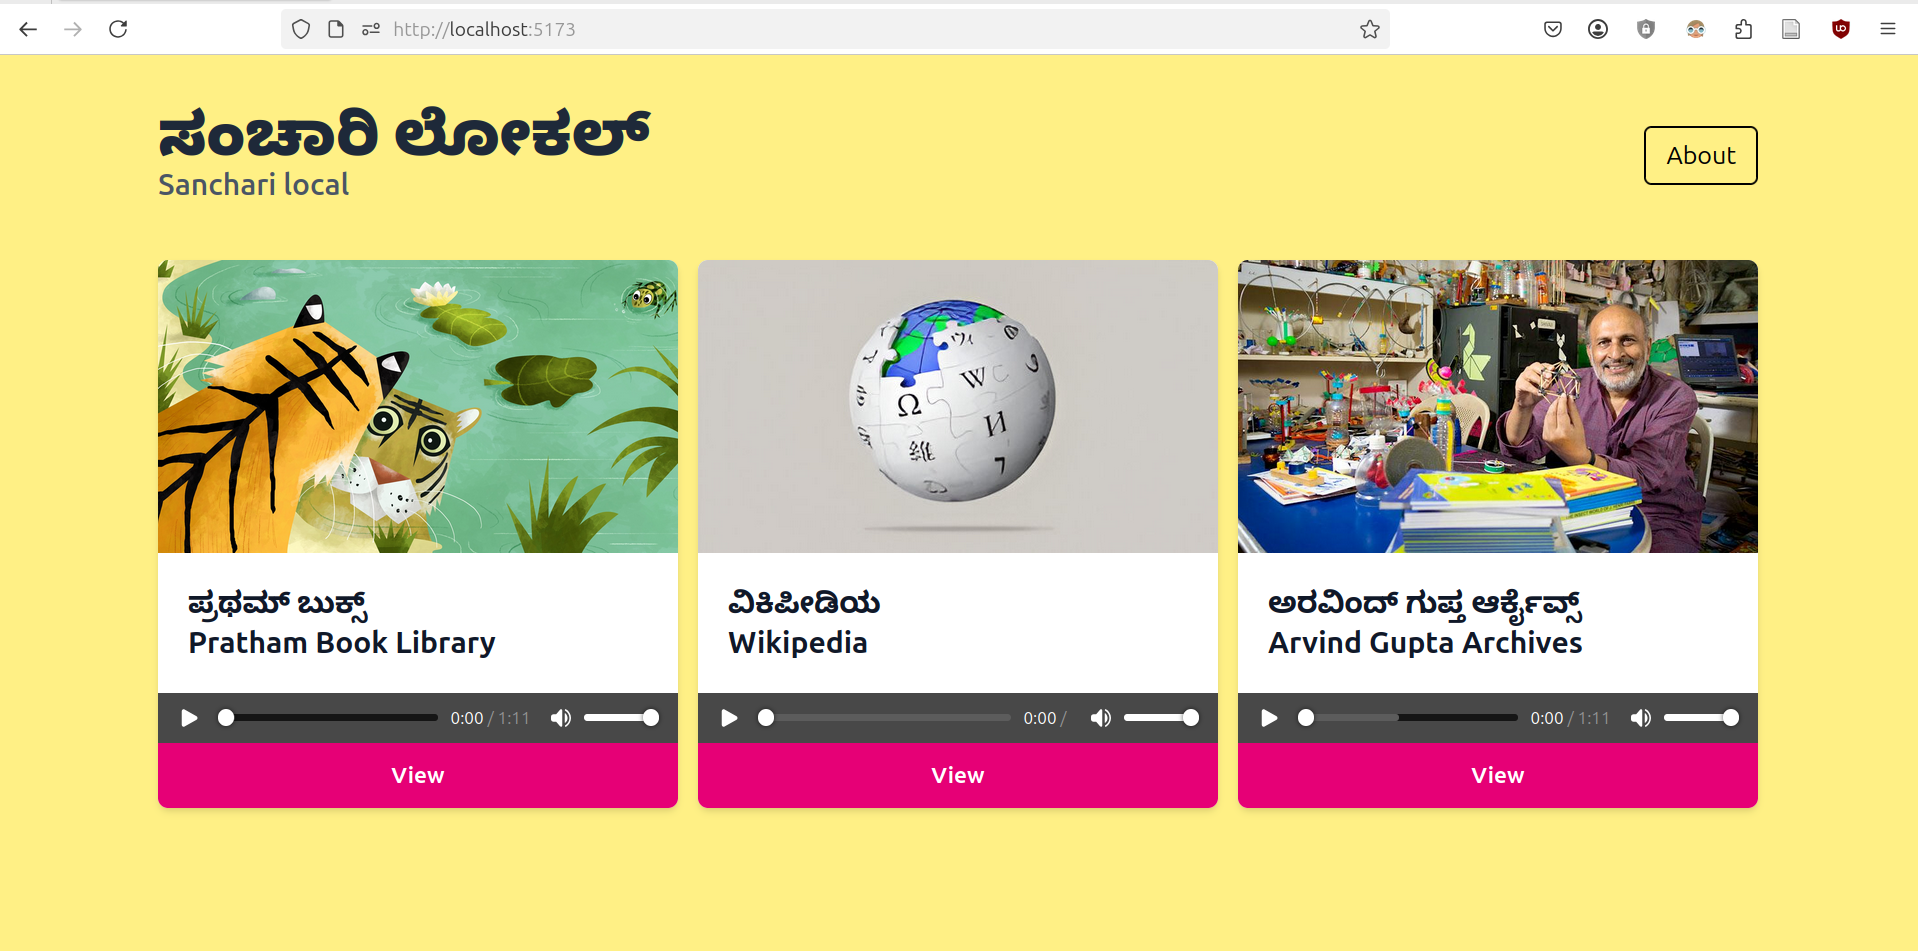 http://localhost:5173
ಸಂಚಾರಿ ಲೋಕಲ್
Sanchari local
About
W
Ω
И
維
ಪ್ರಥಮ್ ಬುಕ್ಸ್
Pratham Book Library
0:00 / 1:11
View
ವಿಕಿಪೀಡಿಯ
Wikipedia
0:00 /
View
ಅರವಿಂದ್ ಗುಪ್ತ ಆರ್ಕೈವ್ಸ್
Arvind Gupta Archives
0:00 / 1:11
View